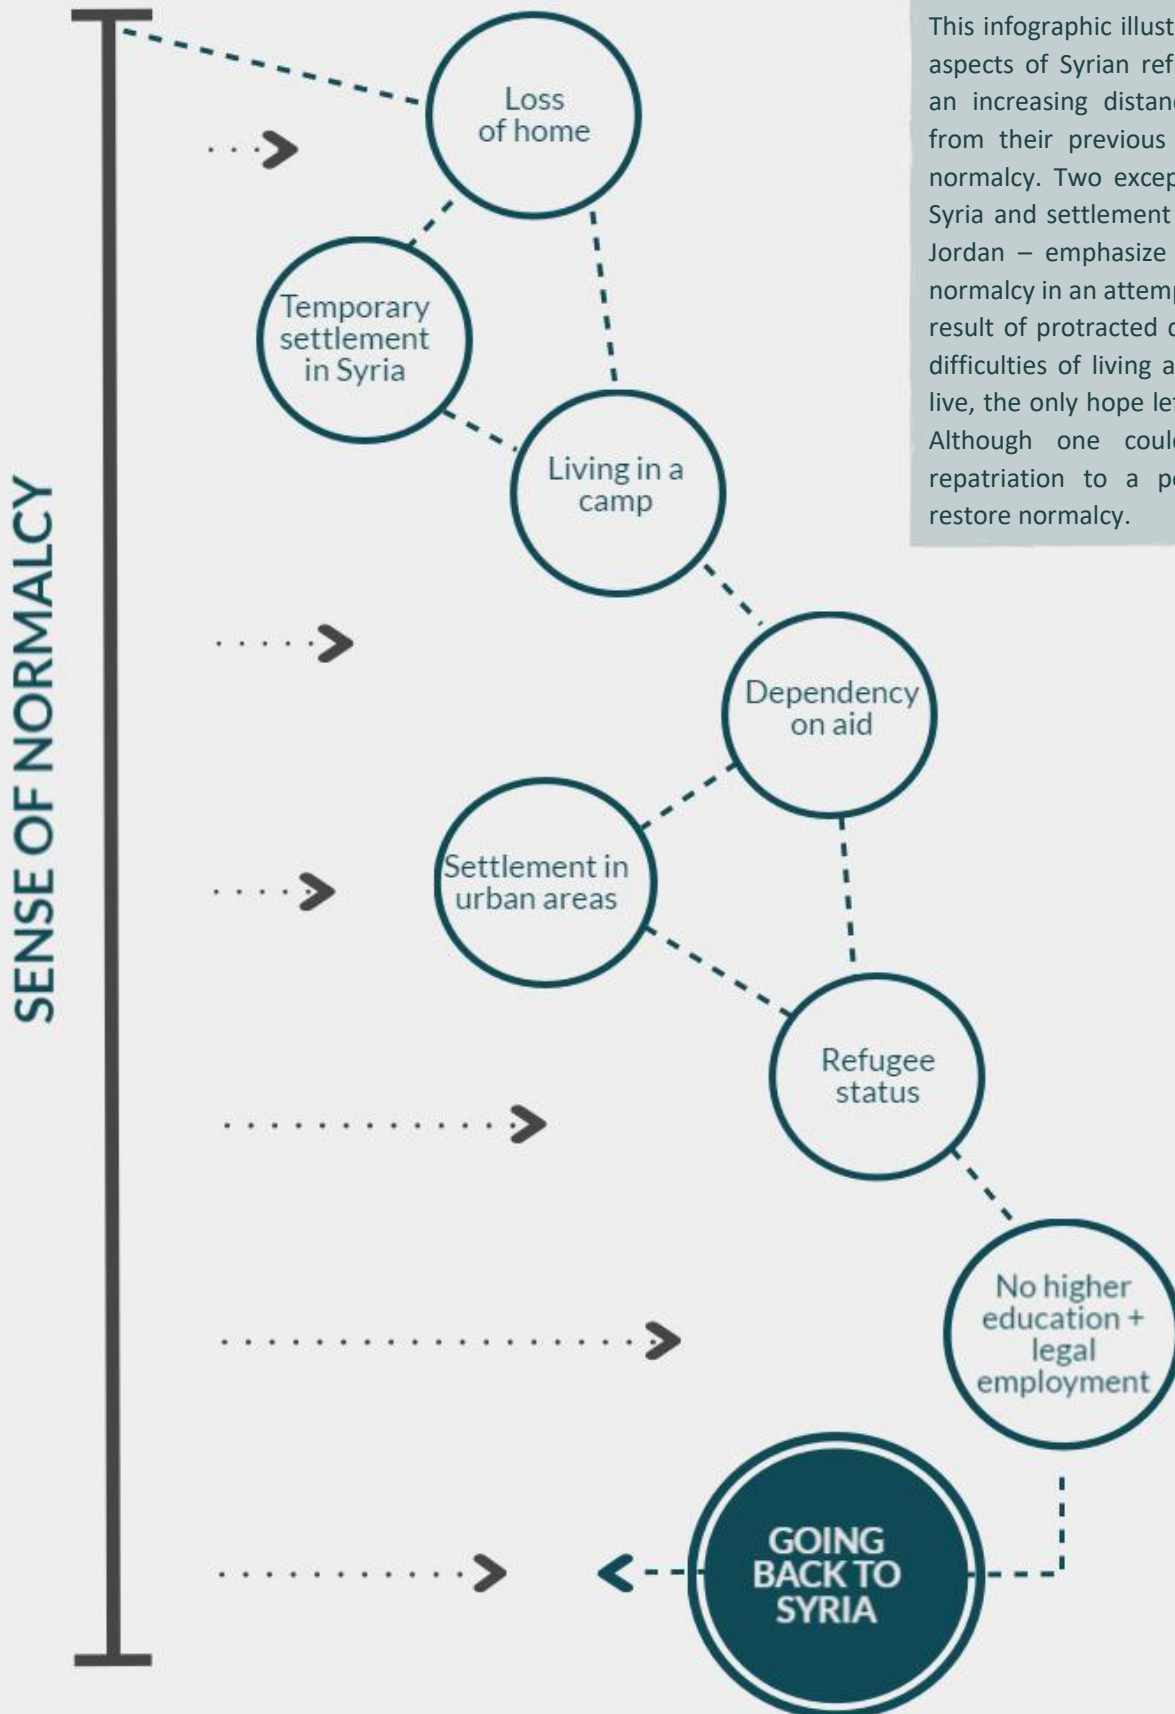 SENSE OF NORMALCY
This infographic illust
aspects of Syrian ref
an increasing distanc
from their previous
normalcy. Two excep
Syria and settlement
Jordan – emphasize
normalcy in an attemp
result of protracted
difficulties of living a
live, the only hope le
Although one coul
repatriation to a p
restore normalcy.
Loss
of home
Temporary
settlement
in Syria
Living in a
camp
Dependency
on aid
Settlement in
urban areas
Refugee
status
No higher
education +
legal
employment
GOING
BACK TO
SYRIA